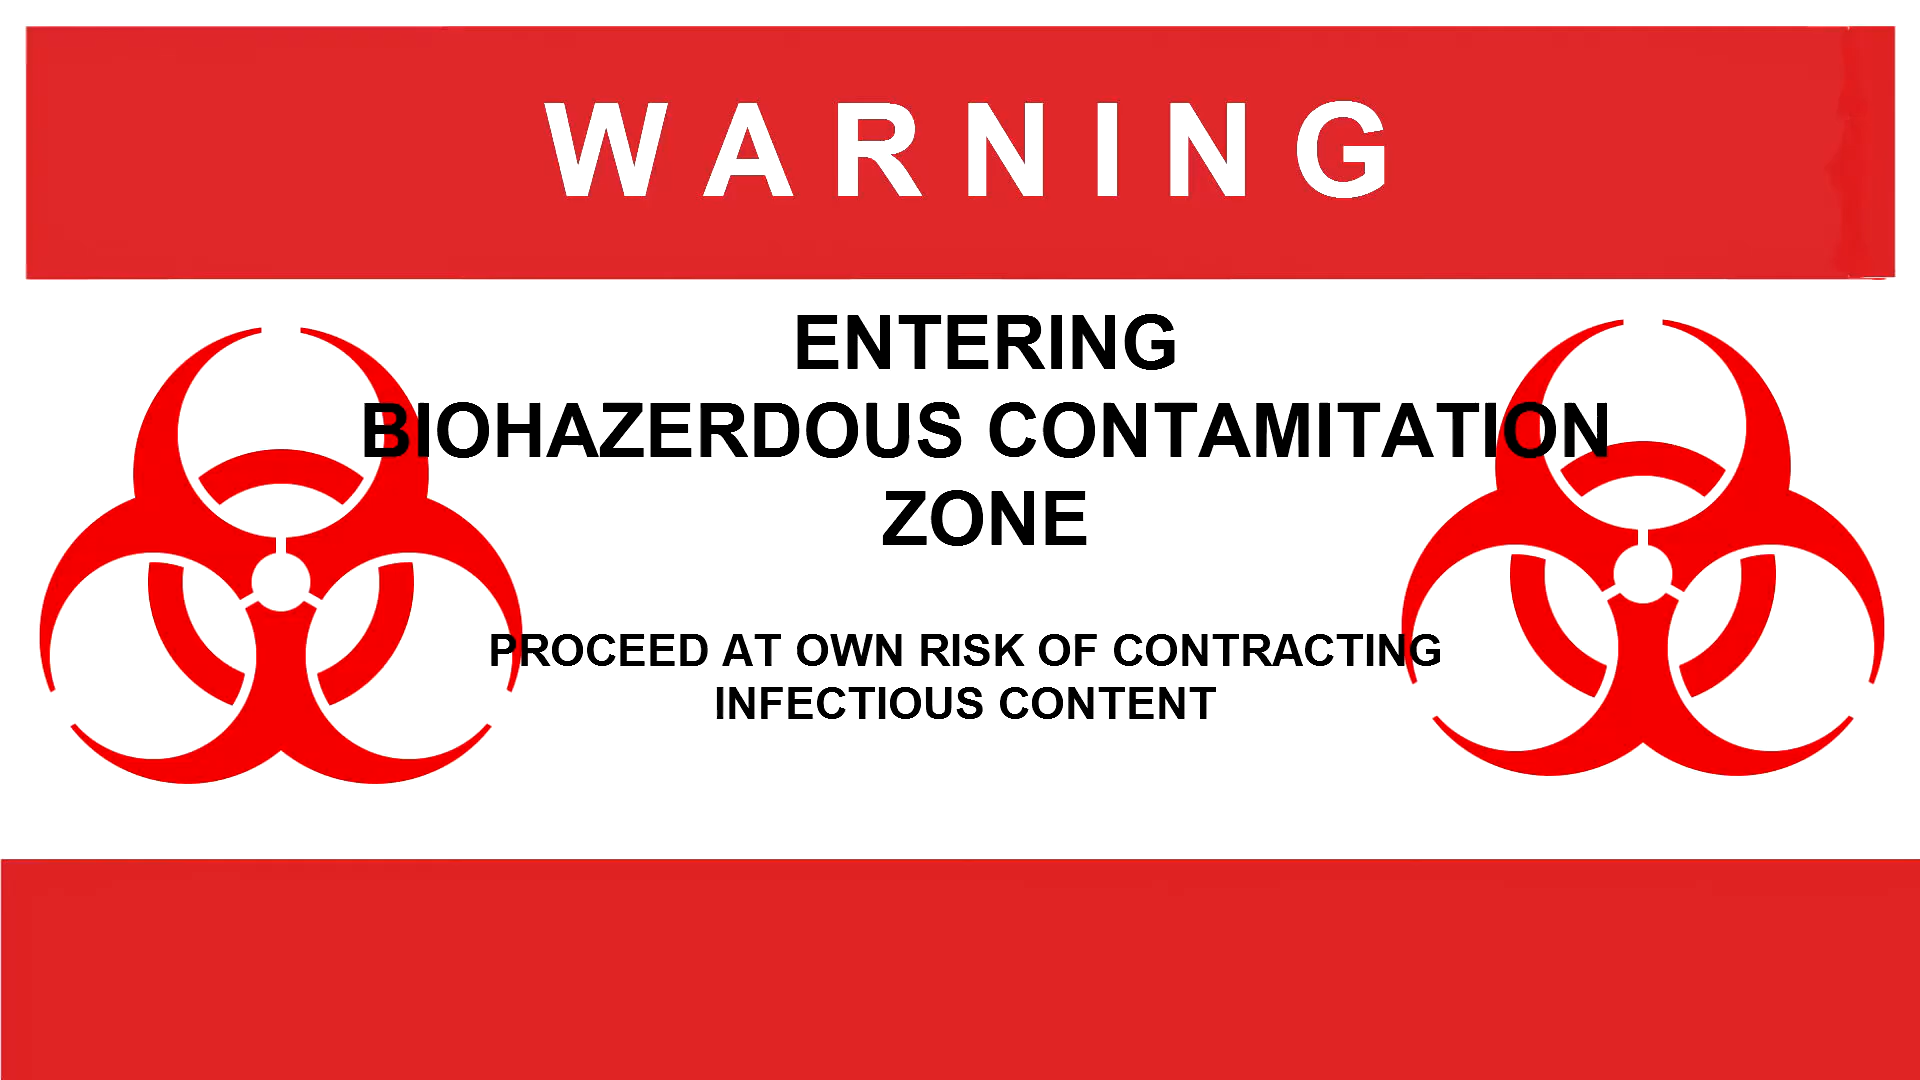 WARNING
ENTERING
BIOHAZERDOUS CONTAMITATION
ZONE
PROCEED AT OWN RISK OF CONTRACTING
INFECTIOUS CONTENT